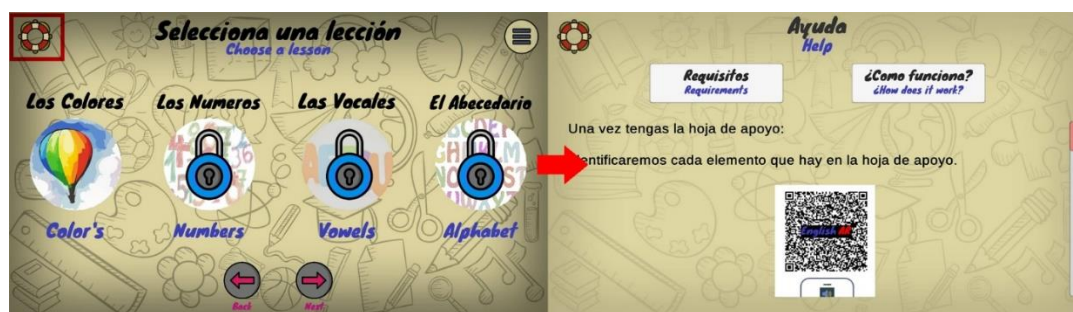 Selecciona una lección
Choose a lesson
Los Colores
Los Numeros
Las Vocales
El Abecedario
Color's
Numbers
Vowels
Alphabet
Back
Next
Ayuda
Help
Requisitos
Requirements
¿Como funciona?
¿How does it work?
Una vez tengas la hoja de apoyo:
entificaremos cada elemento que hay en la hoja de apoyo.
English AR